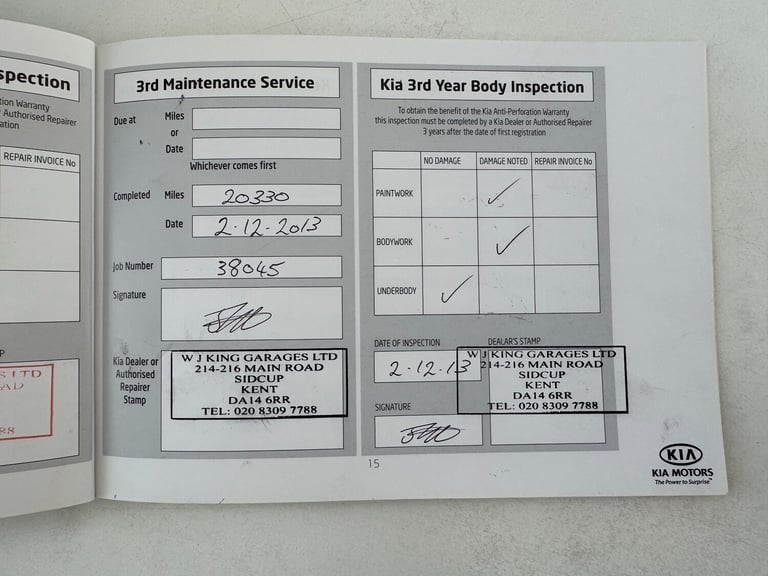 spection
ion Warranty
r Authorised Repairer
ation
REPAIR INVOICE No
P
S LTD
AD
R8
3rd Maintenance Service
Due at Miles
or
Date
Whichever comes first
Completed Miles 20330
Date 2-12-2013
Job Number 38045
Signature
Kia Dealer or
Authorised
Repairer
Stamp
W J KING GARAGES LTD
214-216 MAIN ROAD
SIDCUP
KENT
DA14 6RR
TEL: 020 8309 7788
Kia 3rd Year Body Inspection
To obtain the benefit of the Kia Anti-Perforation Warranty
this inspection must be completed by a Kia Dealer or Authorised Repairer
3 years after the date of first registration
NO DAMAGE DAMAGE NOTED REPAIR INVOICE No
PAINTWORK
BODYWORK
UNDERBODY
DATE OF INSPECTION
2-12-13
SIGNATURE
DEALAR'S STAMP
W J KING GARAGES LTD
214-216 MAIN ROAD
SIDCUP
KENT
DA14 6RR
TEL: 020 8309 7788
15
KIA
KIA MOTORS
The Power to Surprise™